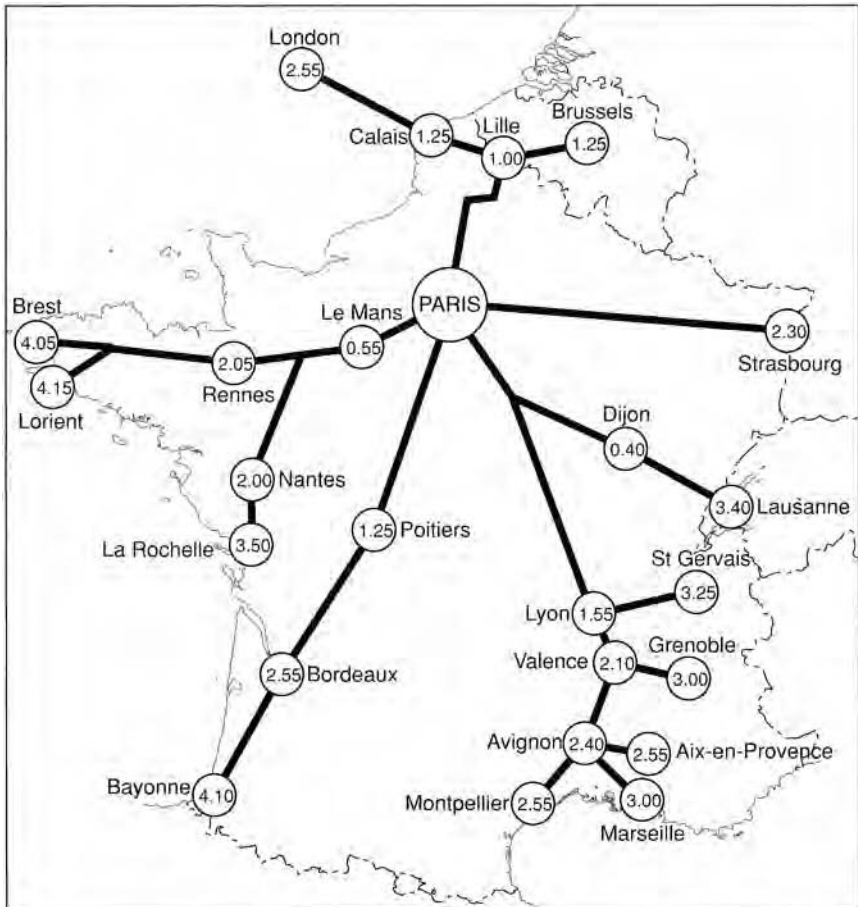 London
2.55
Calais
1.25
Lille
1.00
Brussels
1.25
PARIS
Brest
4.05
Le Mans
0.55
2.30
Strasbourg
4.15
Lorient
2.05
Rennes
Dijon
0.40
2.00
Nantes
3.40
Lausanne
La Rochelle
3.50
1.25
Poitiers
St Gervais
3.25
Lyon
1.55
Valence
2.10
Grenoble
3.00
2.55
Bordeaux
Avignon
2.40
2.55
Aix-en-Provence
Bayonne
4.10
Montpellier
2.55
3.00
Marseille